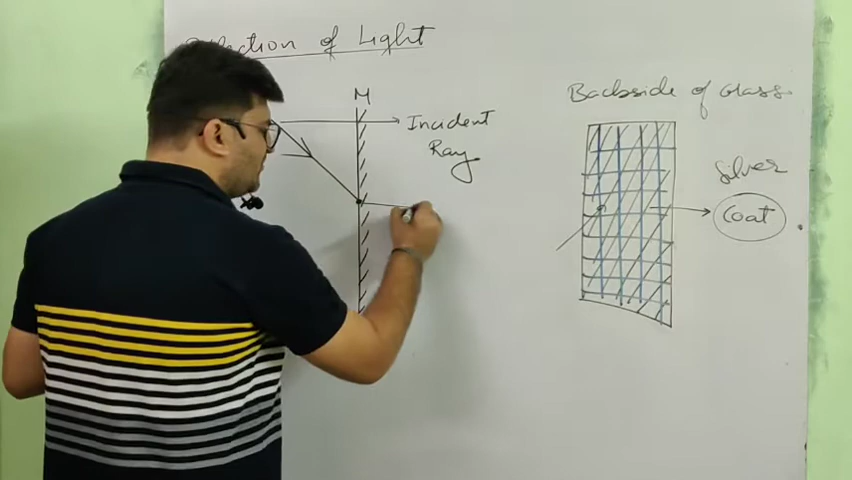 of Light
M
Incident
Ray
Backside of Glass
Silver
Coat